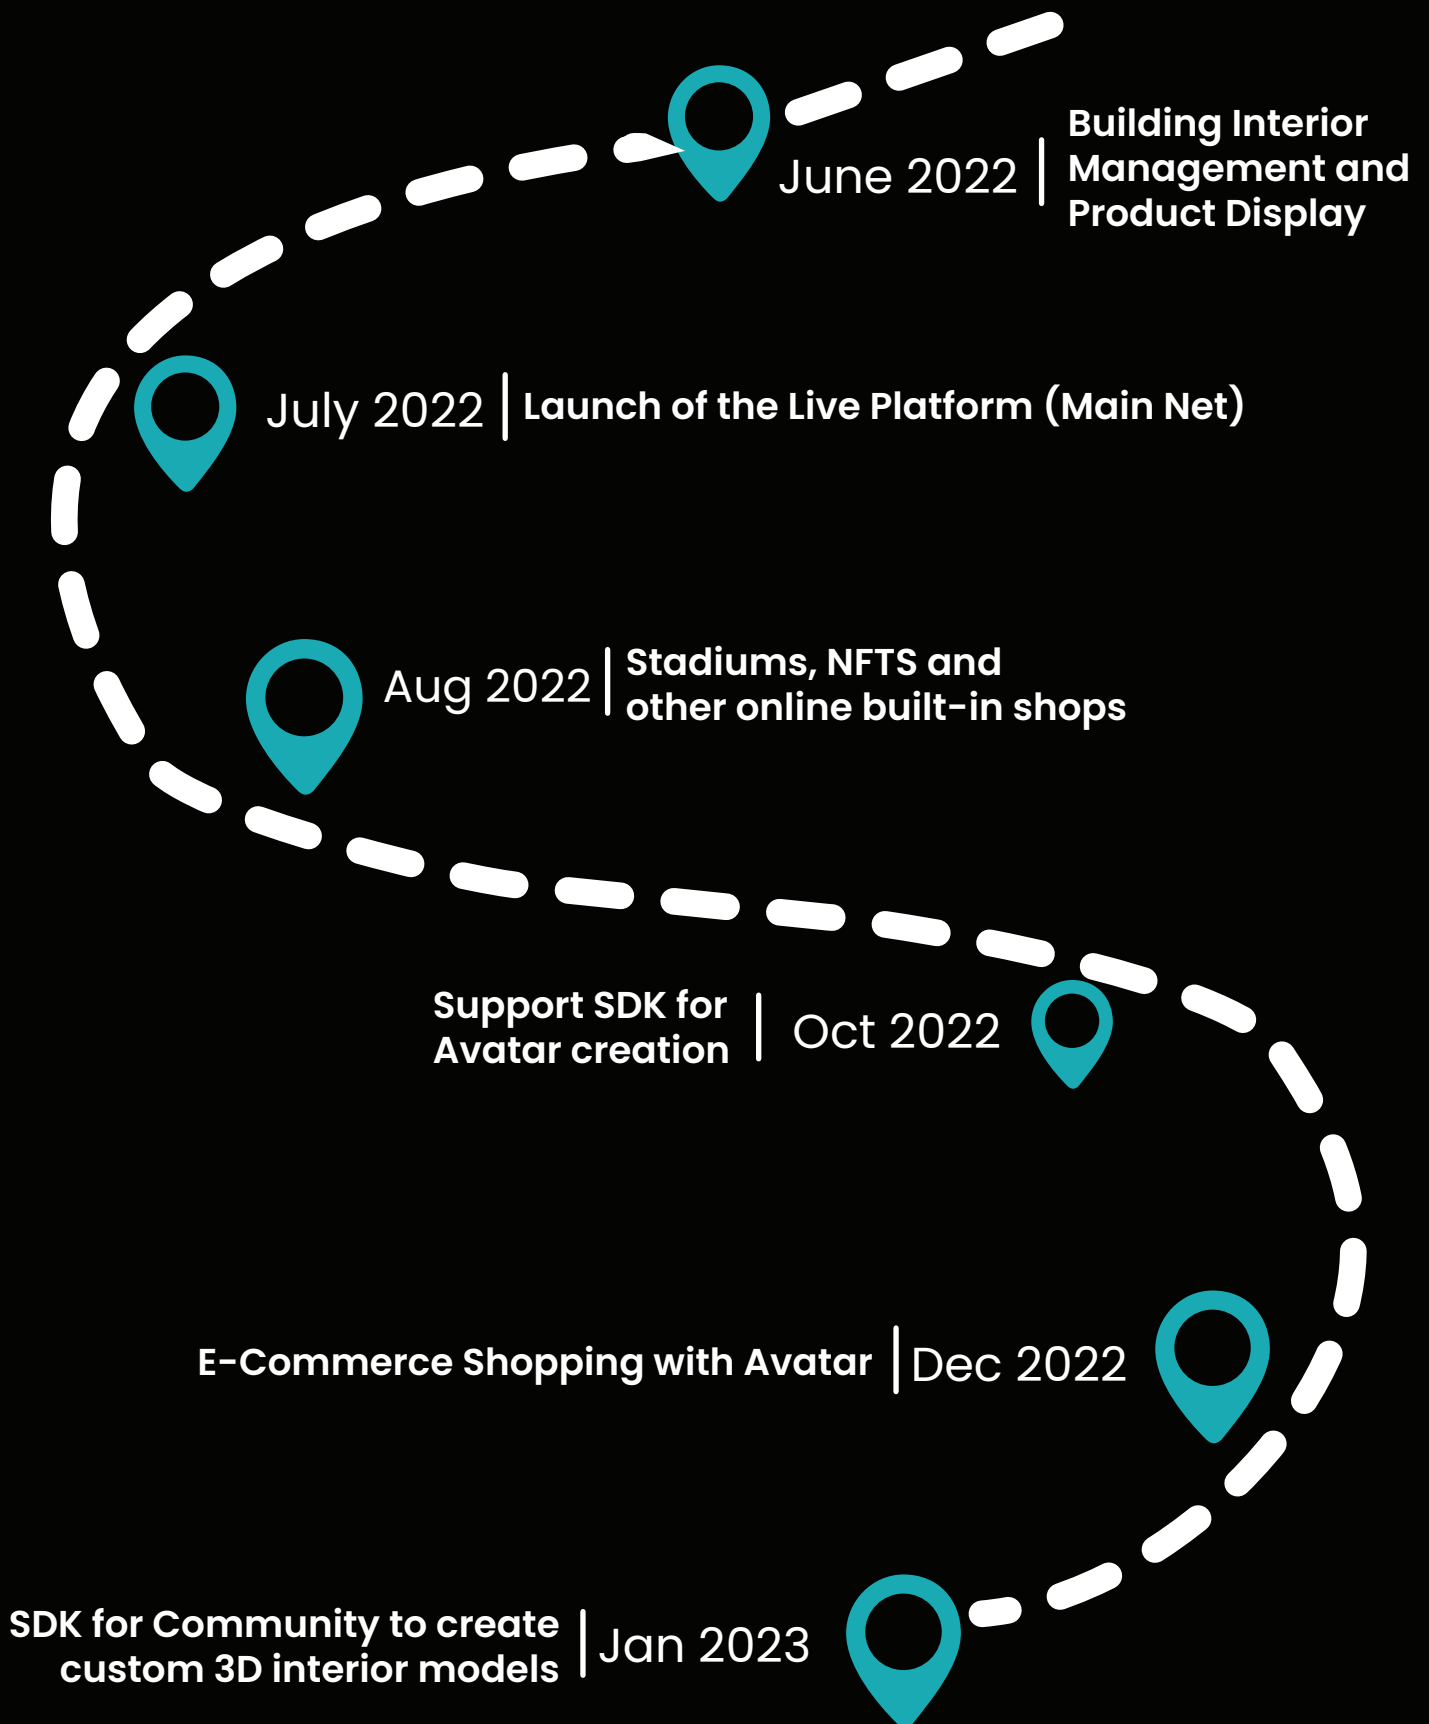 June 2022
Building Interior
Management and
Product Display
July 2022
Launch of the Live Platform (Main Net)
Aug 2022
Stadiums, NFTS and
other online built-in shops
Support SDK for
Avatar creation
Oct 2022
E-Commerce Shopping with Avatar
Dec 2022
SDK for Community to create
custom 3D interior models
Jan 2023